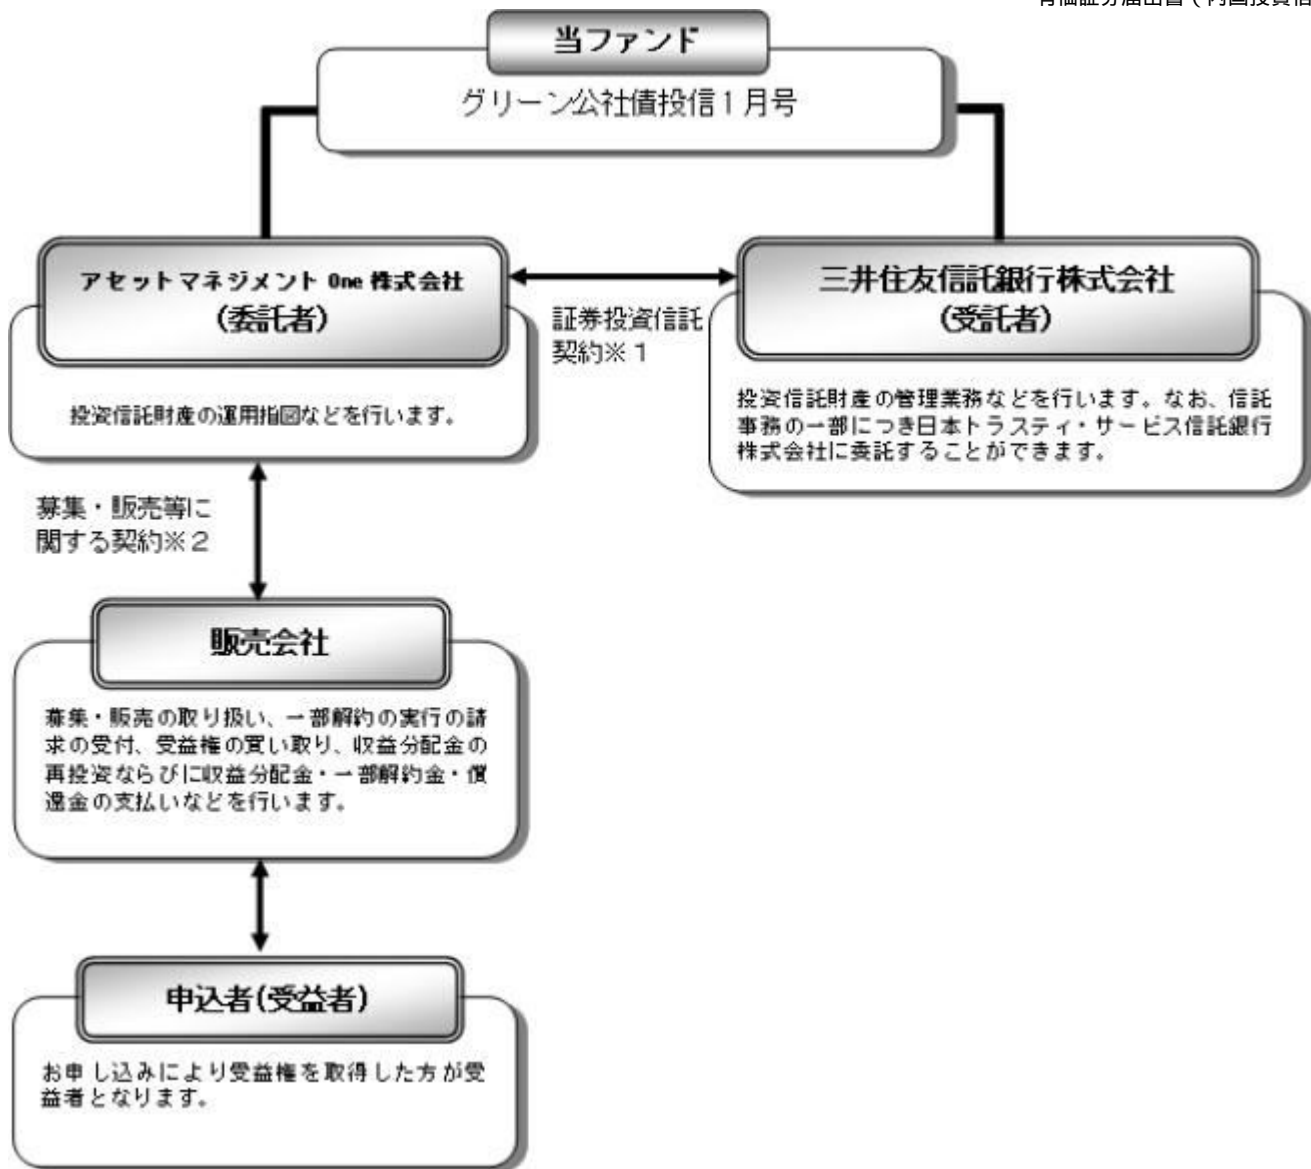 当ファンド
グリーン公社債投信1月号
アセットマネジメント One 株式会社
(委託者)
投資信託財産の運用指図などを行います。
証券投資信託
契約※1
三井住友信託銀行株式会社
(受託者)
投資信託財産の管理業務などを行います。なお、信託
事務の一部につき日本トラスティ・サービス信託銀行
株式会社に委託することができます。
募集・販売等に
関する契約※2
販売会社
募集・販売の取り扱い、一部解約の実行の請
求の受付、受益権の買い取り、収益分配金の
再投資ならびに収益分配金・一部解約金・償
還金の支払いなどを行います。
申込者(受益者)
お申し込みにより受益権を取得した方が受
益者となります。